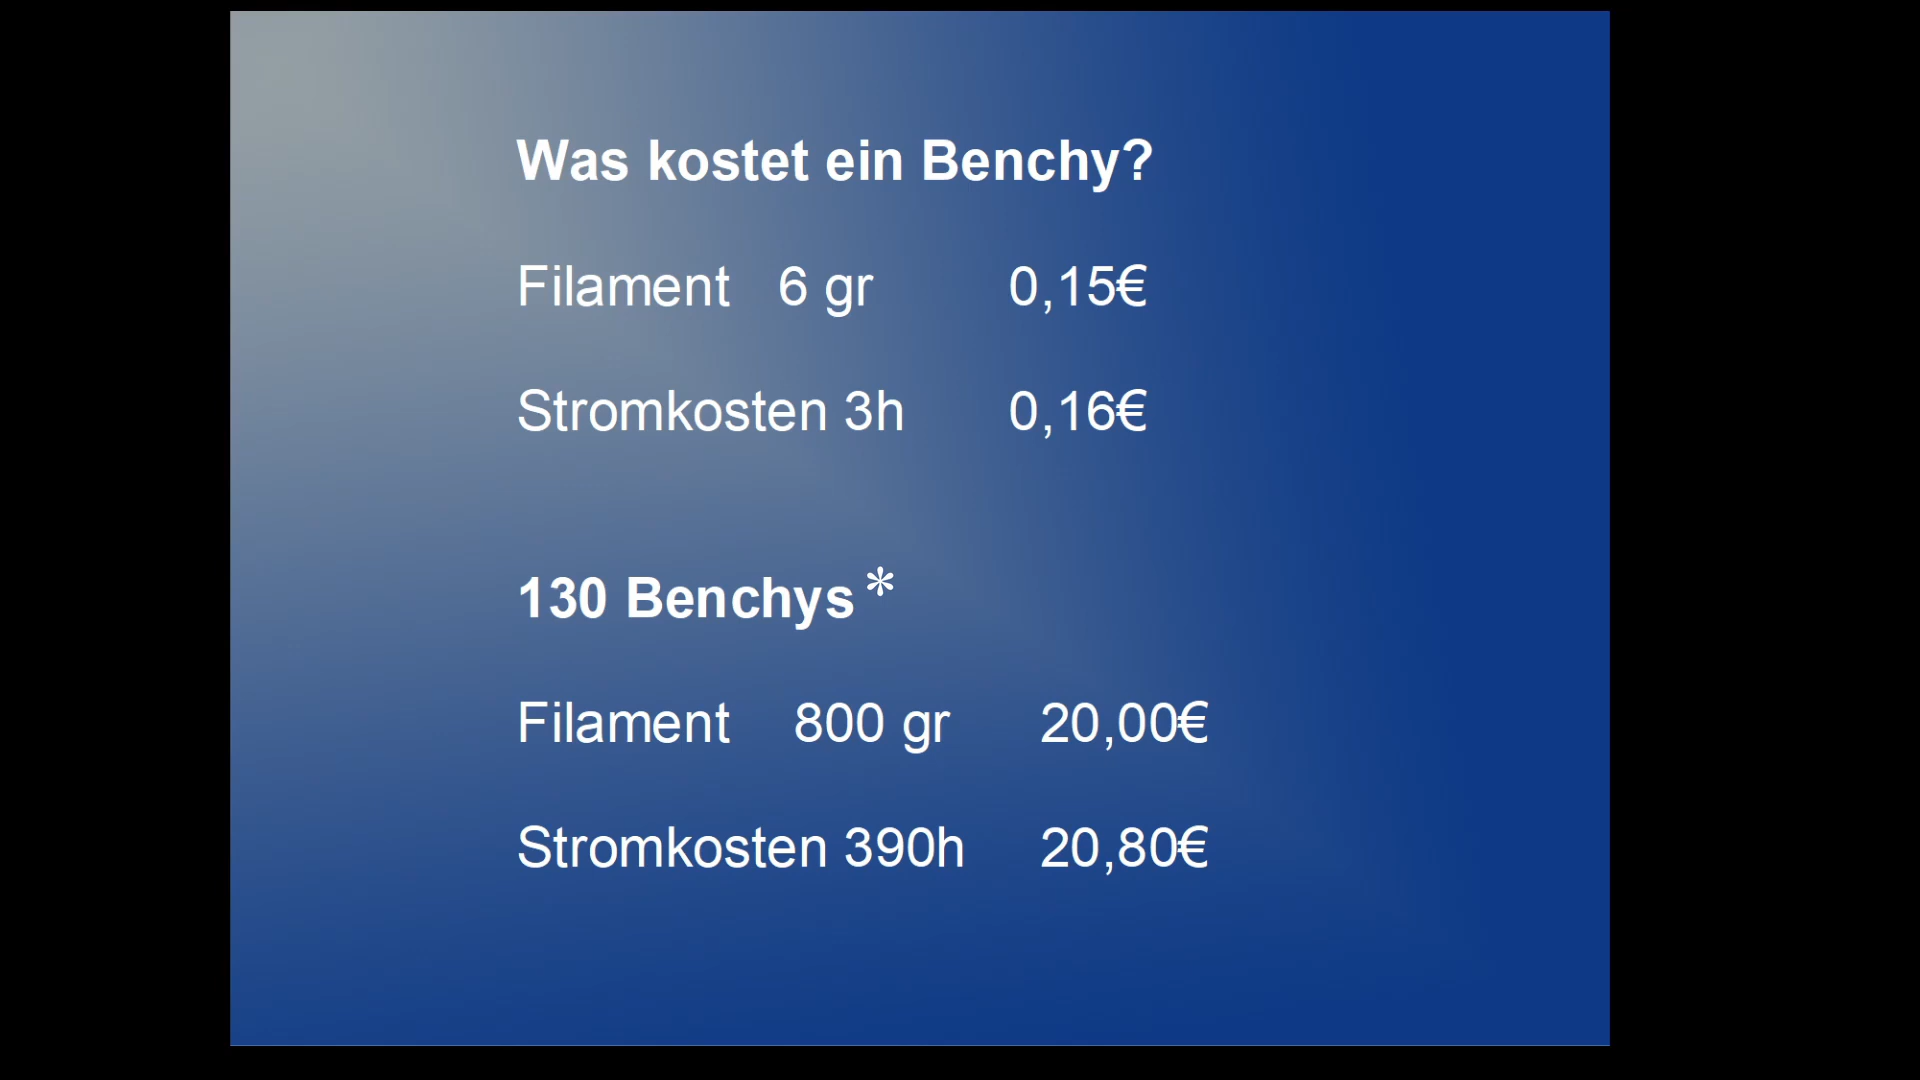 Was kostet ein Benchy?
Filament 6 gr 0,15€
Stromkosten 3h 0,16€
130 Benchys *
Filament 800 gr 20,00€
Stromkosten 390h 20,80€